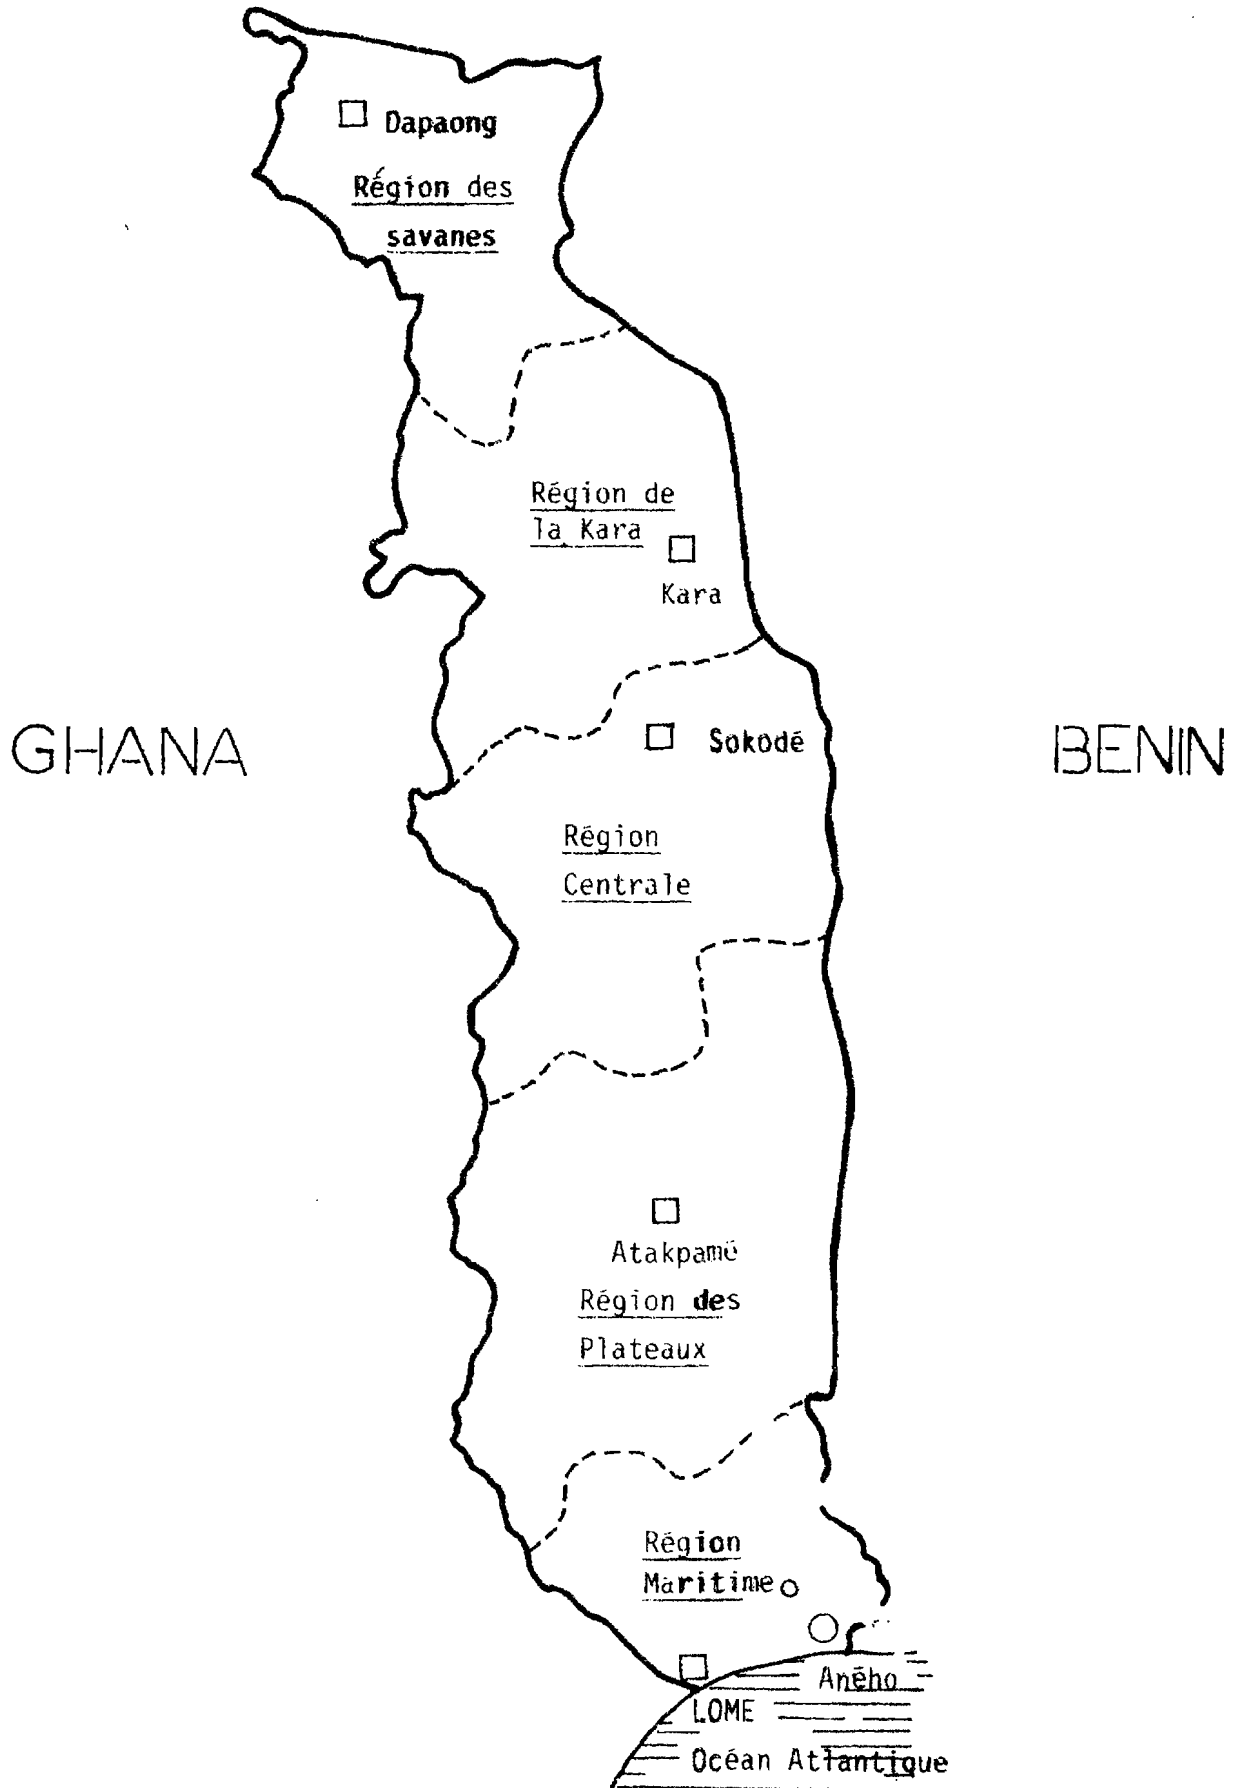 Dapaong
Région des
savanes
Région de
la Kara
Kara
GHANA
Sokodé
BENIN
Région
Centrale
Atakpamé
Région des
Plateaux
Région
Maritime
Aného
LOME
Océan Atlantique